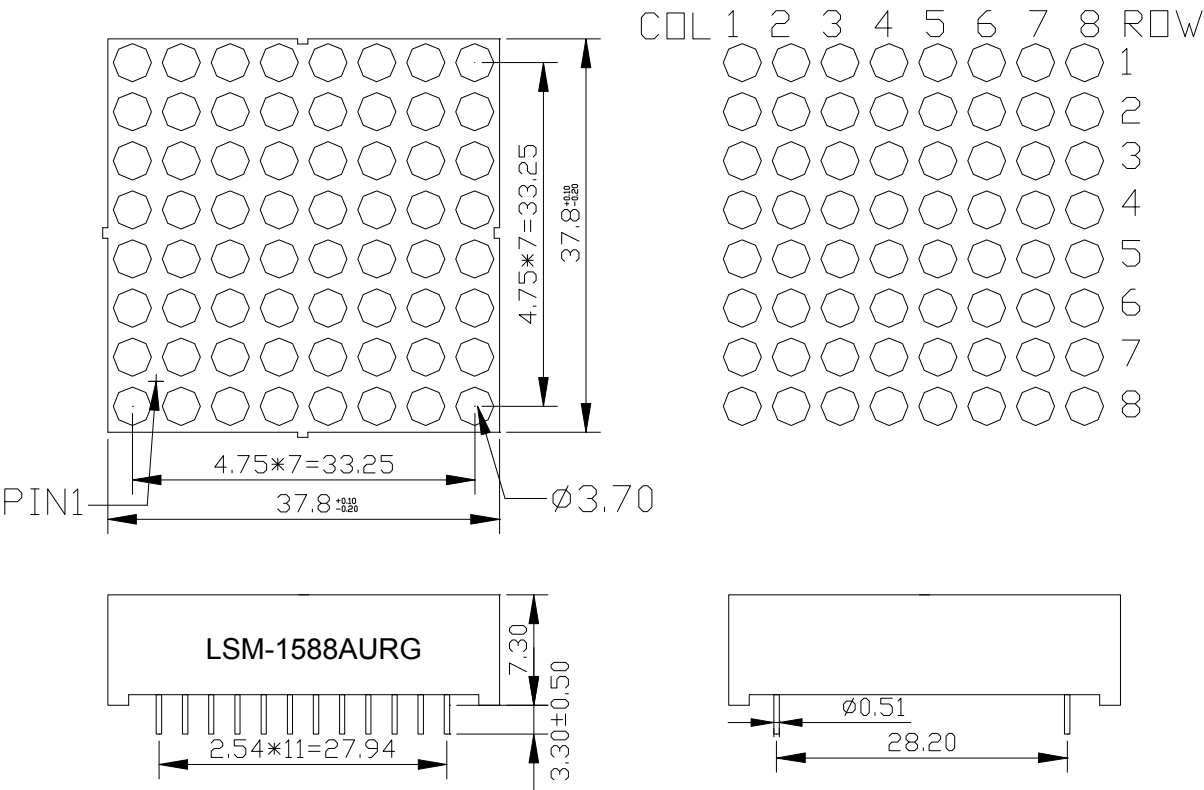 COL 1 2 3 4 5 6 7 8 ROW
1
2
3
4
5
6
7
8
4.75*7=33.25
37.8 +0.10 -0.20
4.75*7=33.25
37.8 +0.10 -0.20
PIN1
Ø3.70
LSM-1588AURG
7.30
3.30±0.50
2.54*11=27.94
Ø0.51
28.20